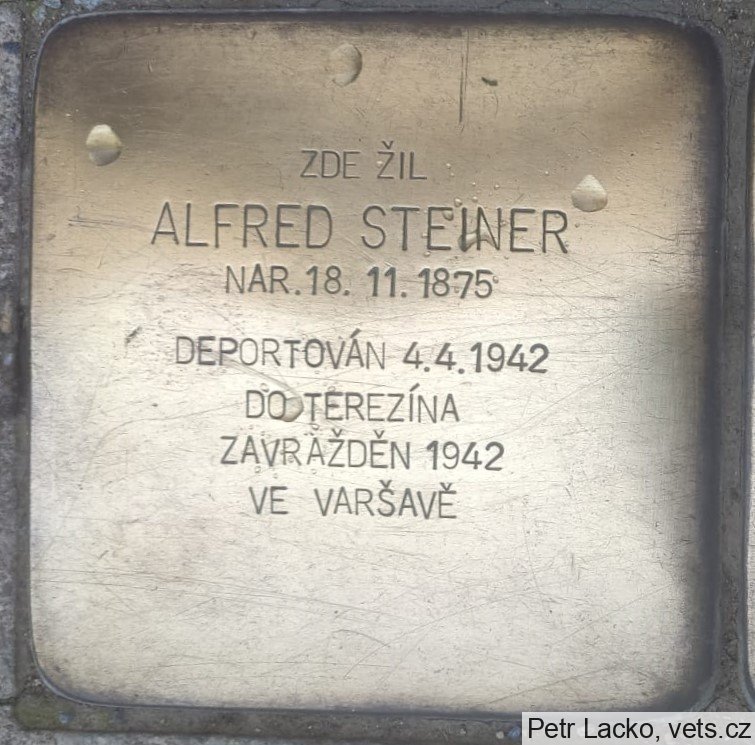 ZDE ŽIL
ALFRED STEINER
NAR. 18. 11. 1875
DEPORTOVÁN 4.4.1942
DO TEREZÍNA
ZAVRAŽDĚN 1942
VE VARŠAVĚ
Petr Lacko, vets.cz